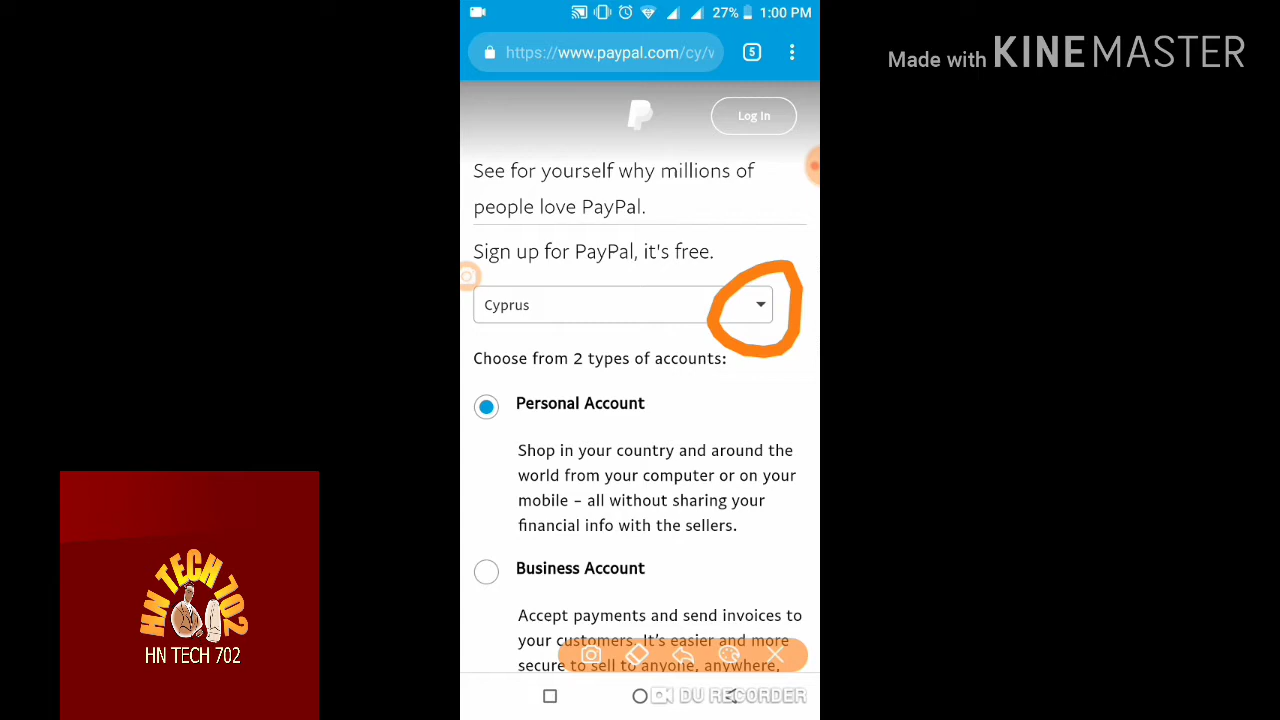 27% 1:00 PM
https://www.paypal.com/cy/v
5
Made with KINEMASTER
Log In
See for yourself why millions of
people love PayPal.
Sign up for PayPal, it's free.
Cyprus
Choose from 2 types of accounts:
Personal Account
Shop in your country and around the
world from your computer or on your
mobile – all without sharing your
financial info with the sellers.
Business Account
Accept payments and send invoices to
your customers. It's easier and more
secure to sell to anyone, anywhere,
DU RECORDER
HN TECH 702
HN TECH 702